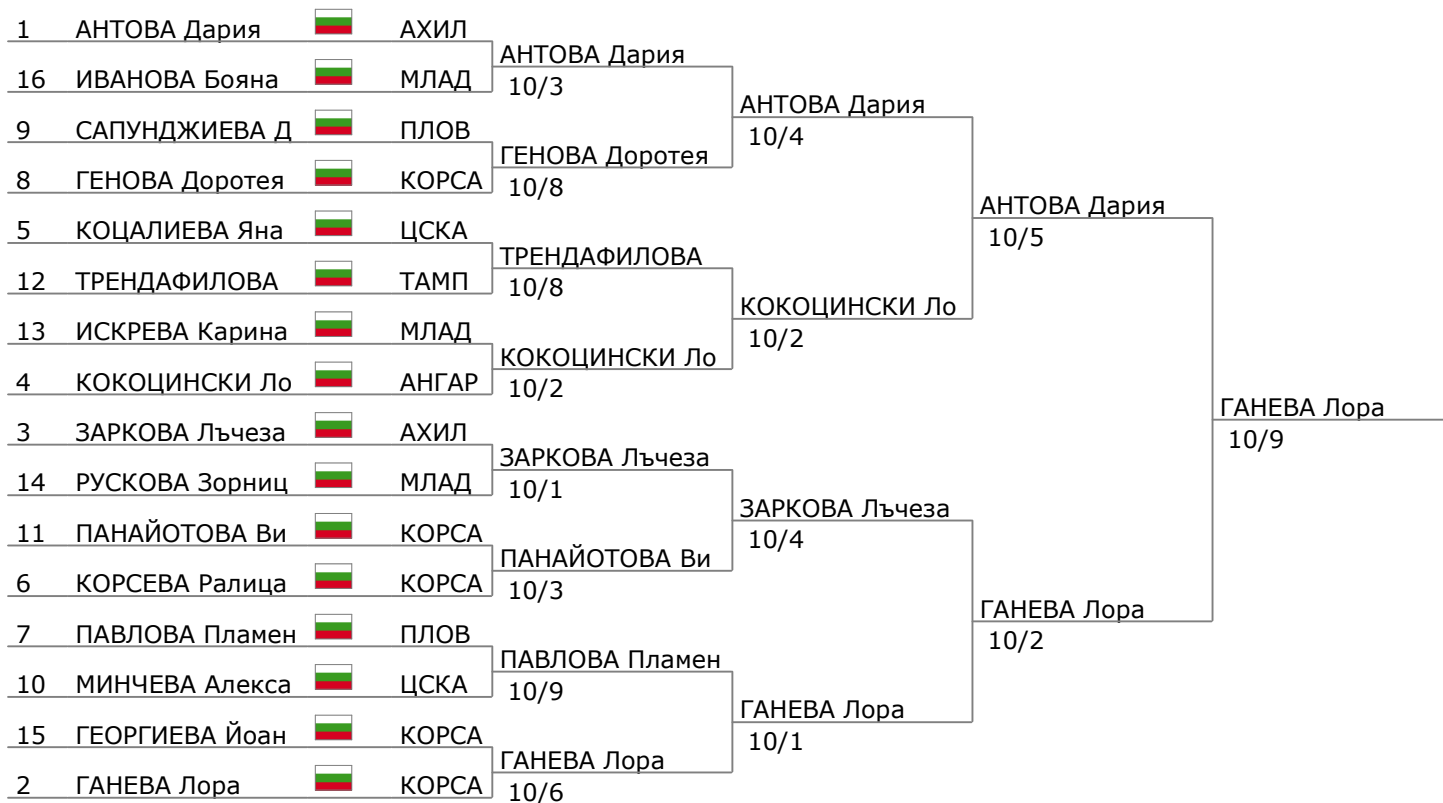 1 АНТОВА Дария АХИЛ
16 ИВАНОВА Бояна МЛАД
9 САПУНДЖИЕВА Д ПЛОВ
8 ГЕНОВА Доротея КОРСА
5 КОЦАЛИЕВА Яна ЦСКА
12 ТРЕНДАФИЛОВА ТАМП
13 ИСКРЕВА Карина МЛАД
4 КОКОЦИНСКИ Ло АНГАР
3 ЗАРКОВА Лъчеза АХИЛ
14 РУСКОВА Зорниц МЛАД
11 ПАНАЙОТОВА Ви КОРСА
6 КОРСЕВА Ралица КОРСА
7 ПАВЛОВА Пламен ПЛОВ
10 МИНЧЕВА Алекса ЦСКА
15 ГЕОРГИЕВА Йоан КОРСА
2 ГАНЕВА Лора КОРСА
АНТОВА Дария
10/3
ГЕНОВА Доротея
10/8
ТРЕНДАФИЛОВА
10/8
КОКОЦИНСКИ Ло
10/2
ЗАРКОВА Лъчеза
10/1
ПАНАЙОТОВА Ви
10/3
ПАВЛОВА Пламен
10/9
ГАНЕВА Лора
10/6
АНТОВА Дария
10/4
КОКОЦИНСКИ Ло
10/2
ЗАРКОВА Лъчеза
10/4
ГАНЕВА Лора
10/1
АНТОВА Дария
10/5
ГАНЕВА Лора
10/2
ГАНЕВА Лора
10/9